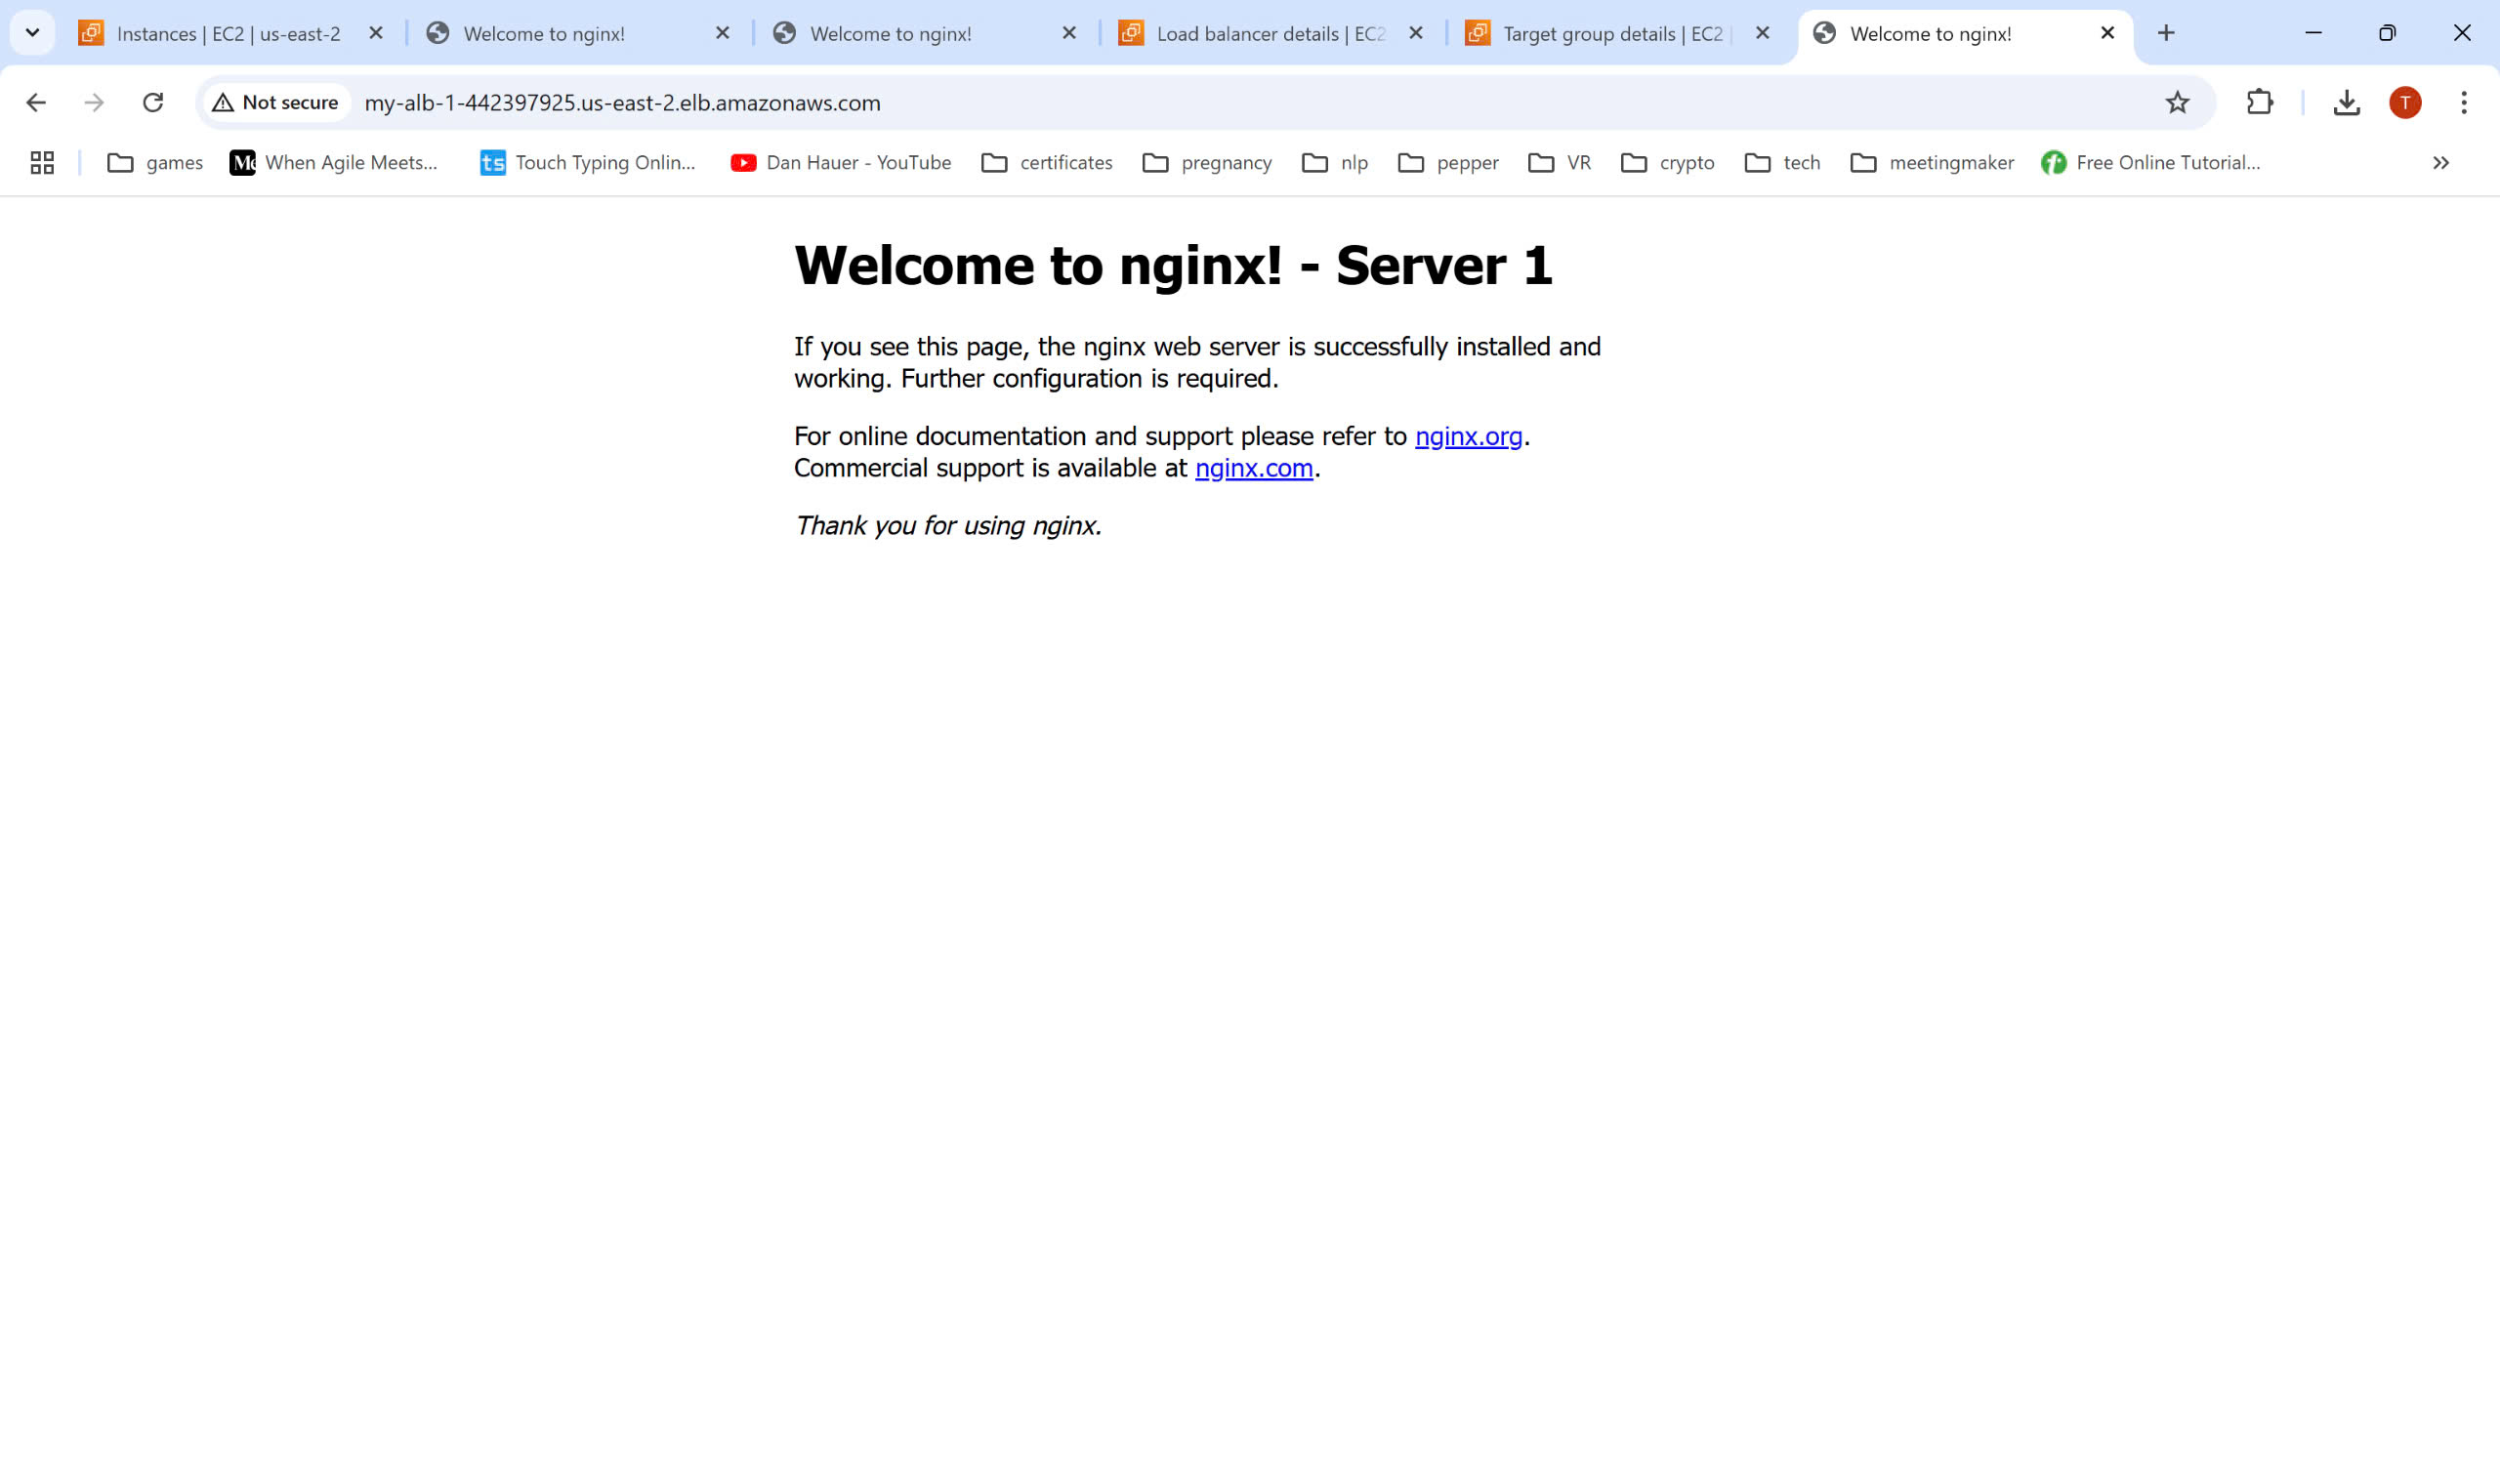 Instances | EC2 | us-east-2
Welcome to nginx!
Welcome to nginx!
Load balancer details | EC2
Target group details | EC2 |
Welcome to nginx!
Not secure
my-alb-1-442397925.us-east-2.elb.amazonaws.com
T
games
When Agile Meets...
ts
Touch Typing Onlin...
Dan Hauer - YouTube
certificates
pregnancy
nlp
pepper
VR
crypto
tech
meetingmaker
Free Online Tutorial...
Welcome to nginx! - Server 1
If you see this page, the nginx web server is successfully installed and
working. Further configuration is required.
For online documentation and support please refer to nginx.org.
Commercial support is available at nginx.com.
Thank you for using nginx.